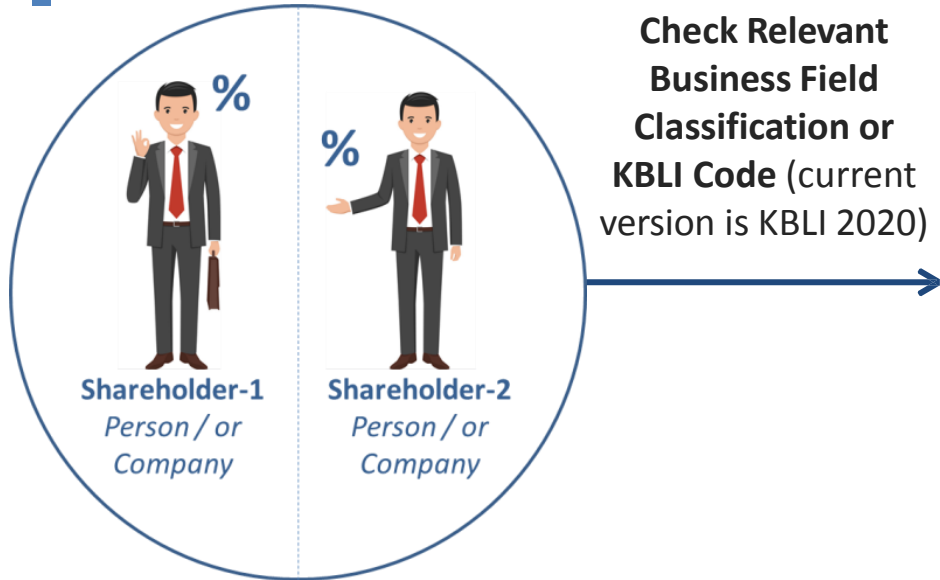 %
%
Shareholder-1
Person / or
Company
Shareholder-2
Person / or
Company
Check Relevant
Business Field
Classification or
KBLI Code (current
version is KBLI 2020)